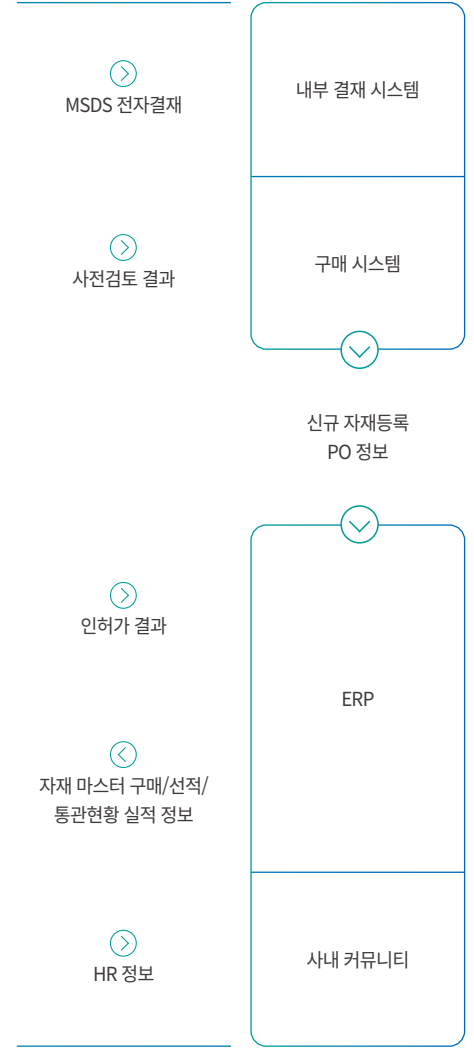 MSDS 전자결재
내부 결재 시스템
사전검토 결과
구매 시스템
신규 자재등록
PO 정보
인허가 결과
ERP
자재 마스터 구매/선적/
통관현황 실적 정보
HR 정보
사내 커뮤니티